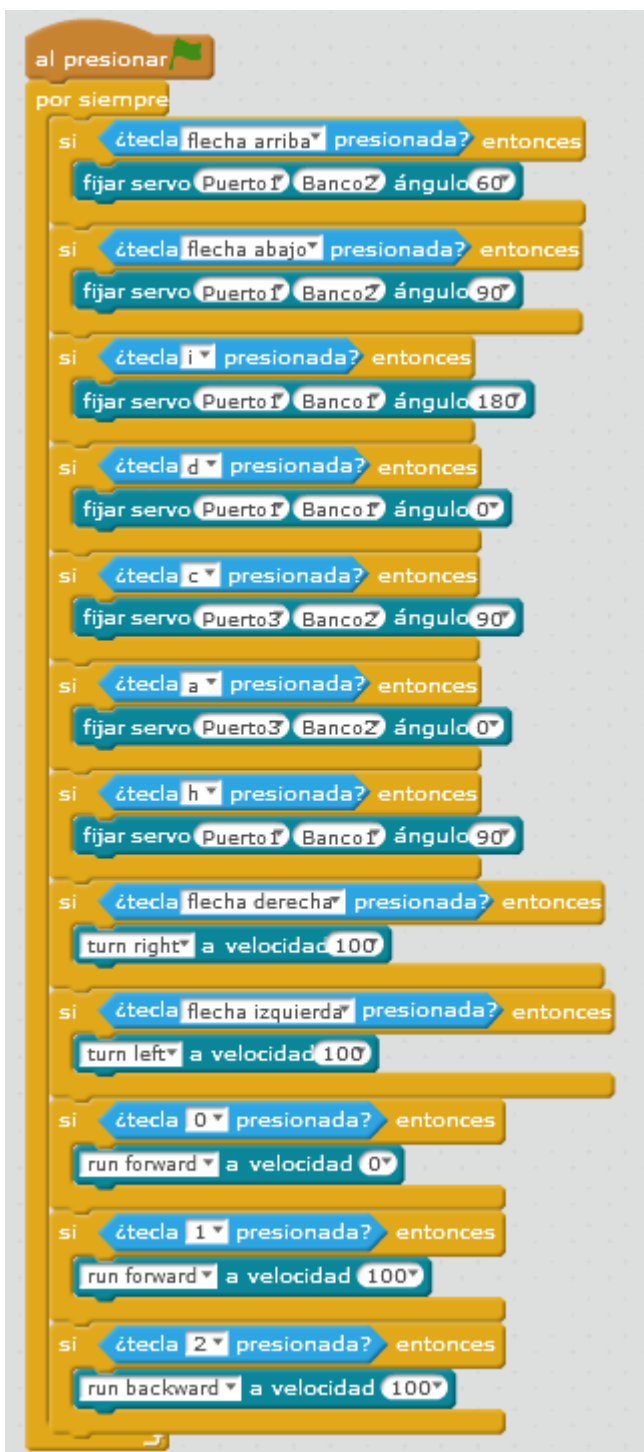 al presionar
por siempre
si ¿tecla flecha arriba presionada? entonces
fijar servo Puerto1 Banco2 ángulo 60
si ¿tecla flecha abajo presionada? entonces
fijar servo Puerto1 Banco2 ángulo 90
si ¿tecla i presionada? entonces
fijar servo Puerto1 Banco1 ángulo 180
si ¿tecla d presionada? entonces
fijar servo Puerto1 Banco1 ángulo 0
si ¿tecla c presionada? entonces
fijar servo Puerto3 Banco2 ángulo 90
si ¿tecla a presionada? entonces
fijar servo Puerto3 Banco2 ángulo 0
si ¿tecla h presionada? entonces
fijar servo Puerto1 Banco1 ángulo 90
si ¿tecla flecha derecha presionada? entonces
turn right a velocidad 100
si ¿tecla flecha izquierda presionada? entonces
turn left a velocidad 100
si ¿tecla 0 presionada? entonces
run forward a velocidad 0
si ¿tecla 1 presionada? entonces
run forward a velocidad 100
si ¿tecla 2 presionada? entonces
run backward a velocidad 100